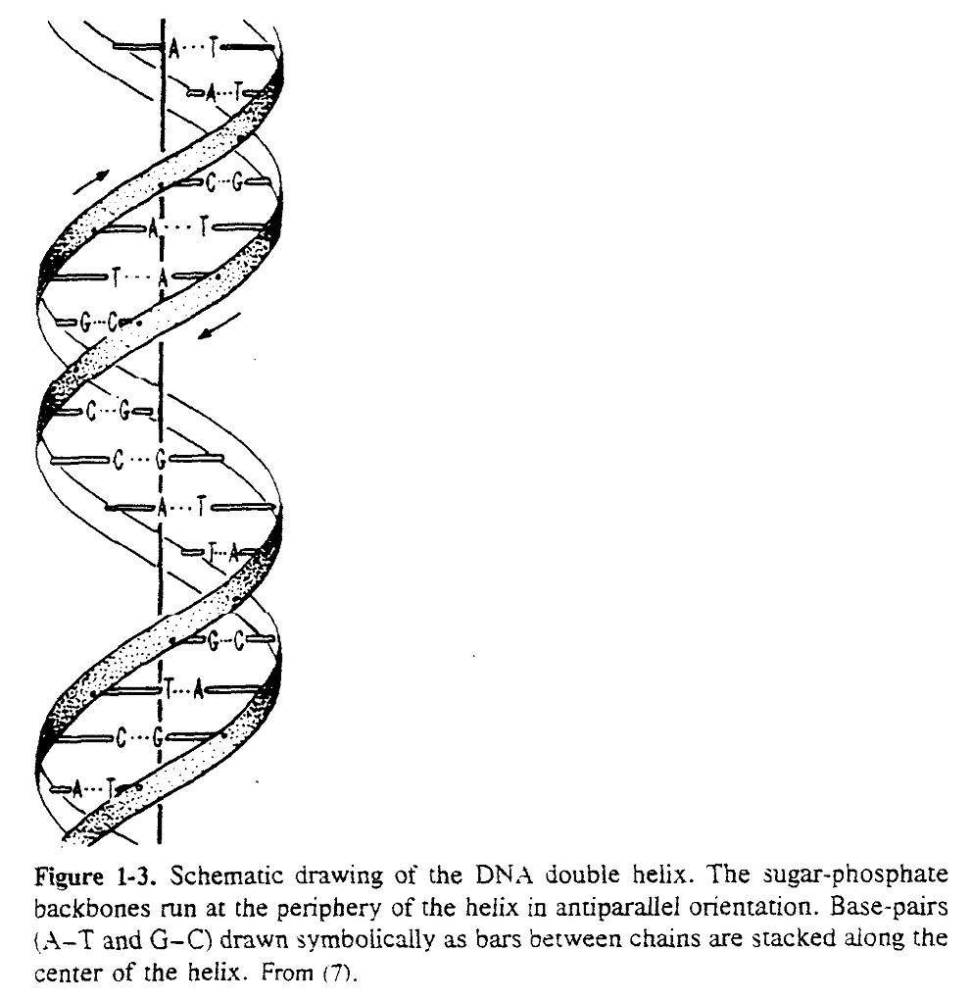 A···T
A···T
C··G
A····T
T····A
G···C
C···G
C···G
A···T
T···A
G··C
T···A
C···G
A···T
Figure 1-3. Schematic drawing of the DNA double helix. The sugar-phosphate
backbones run at the periphery of the helix in antiparallel orientation. Base-pairs
(A–T and G–C) drawn symbolically as bars between chains are stacked along the
center of the helix. From (7).